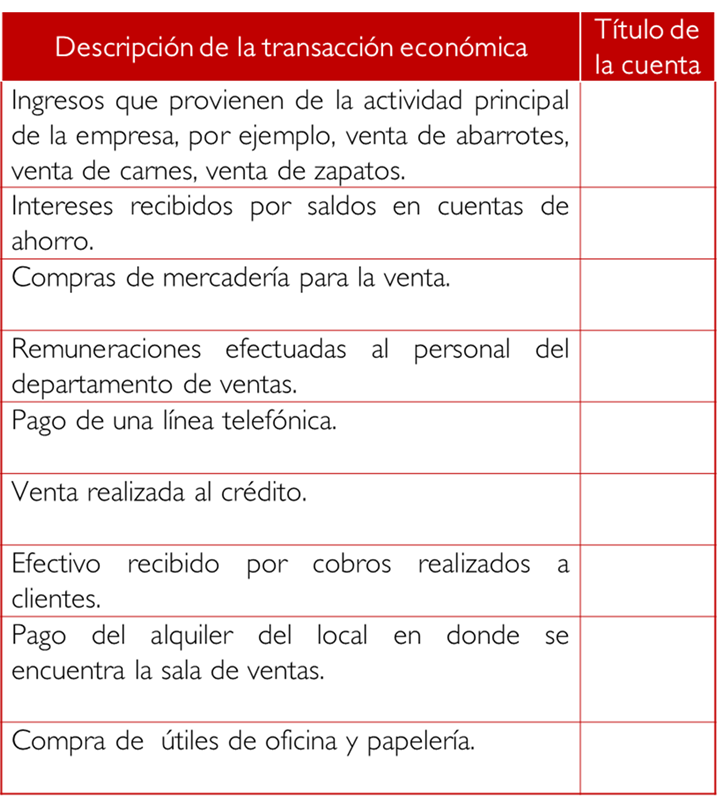 Descripción de la transacción económica
Título de
la cuenta
Ingresos que provienen de la actividad principal
de la empresa, por ejemplo, venta de abarrotes,
venta de carnes, venta de zapatos.
Intereses recibidos por saldos en cuentas de
ahorro.
Compras de mercadería para la venta.
Remuneraciones efectuadas al personal del
departamento de ventas.
Pago de una línea telefónica.
Venta realizada al crédito.
Efectivo recibido por cobros realizados a
clientes.
Pago del alquiler del local en donde se
encuentra la sala de ventas.
Compra de útiles de oficina y papelería.